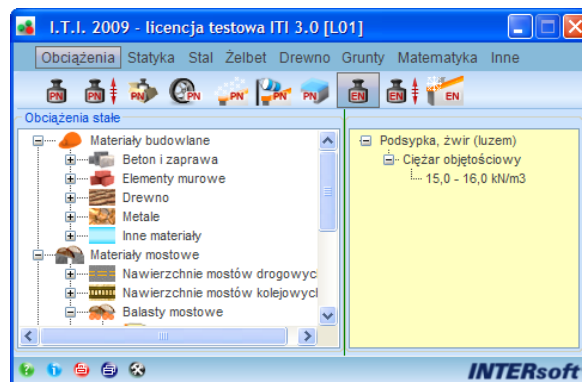 I.T.I. 2009 - licencja testowa ITI 3.0 [L01]
Obciążenia Statyka Stal Żelbet Drewno Grunty Matematyka Inne
PN PN PN PN PN PN PN EN EN EN
Obciążenia stałe
Materiały budowlane
Beton i zaprawa
Elementy murowe
Drewno
Metale
Inne materiały
Materiały mostowe
Nawierzchnie mostów drogowyc
Nawierzchnie mostów kolejowycl
Balasty mostowe
Podsypka, żwir (luzem)
Ciężar objętościowy
15,0 - 16,0 kN/m3
INTERsoft